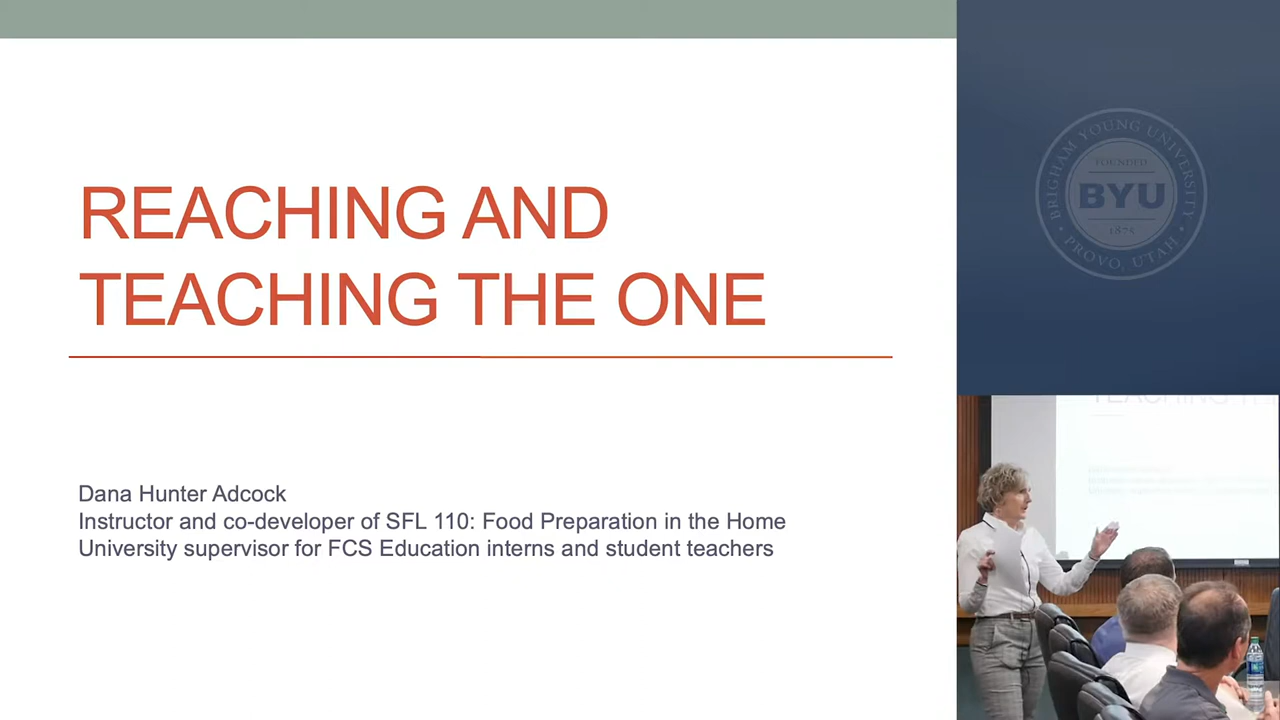 REACHING AND
TEACHING THE ONE
Dana Hunter Adcock
Instructor and co-developer of SFL 110: Food Preparation in the Home
University supervisor for FCS Education interns and student teachers
BRIGHAM YOUNG UNIVERSITY
FOUNDED
BYU
1875
PROVO, UTAH